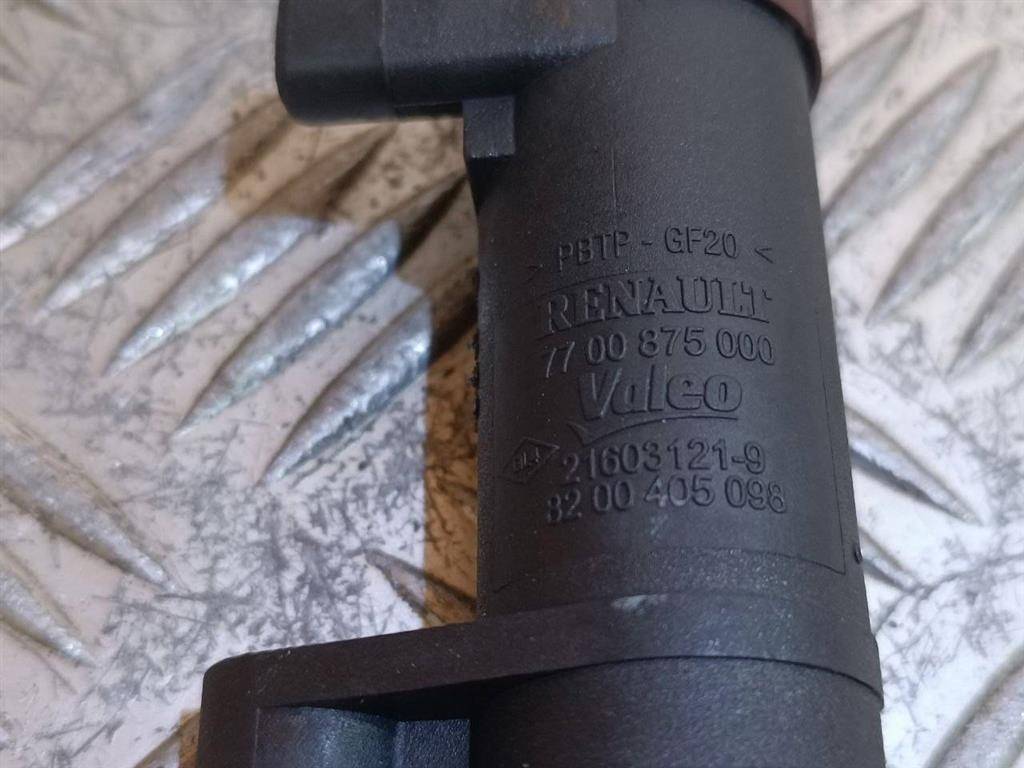 > PBTP - GF20 <
RENAULT
77 00 875 000
Valeo
21603121-9
82 00 405 098